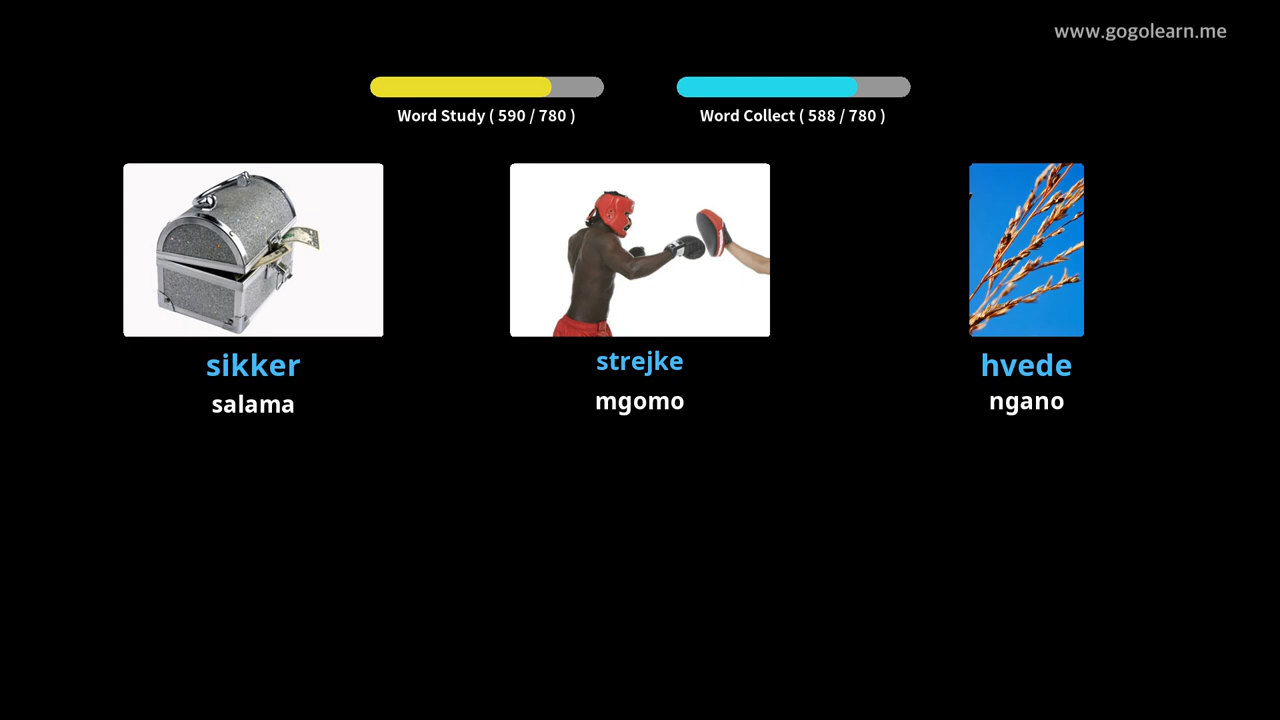 www.gogolearn.me
Word Study ( 590 / 780 )
Word Collect ( 588 / 780 )
sikker
salama
strejke
mgomo
hvede
ngano